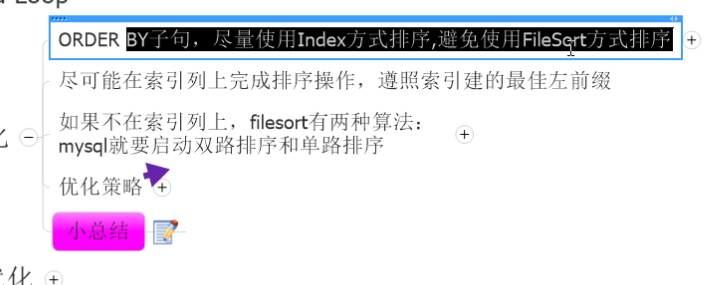 Loop
ORDER BY子句，尽量使用Index方式排序,避免使用FileSort方式排序
尽可能在索引列上完成排序操作，遵照索引建的最佳左前缀
如果不在索引列上，filesort有两种算法：
mysql就要启动双路排序和单路排序
优化策略
小总结
化